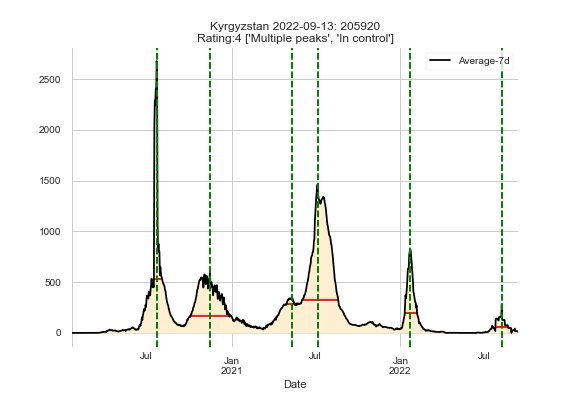 Kyrgyzstan 2022-09-13: 205920
Rating:4 ['Multiple peaks', 'In control']
Average-7d
2500
2000
1500
1000
500
0
Jul
Jan
2021
Jul
Jan
2022
Jul
Date